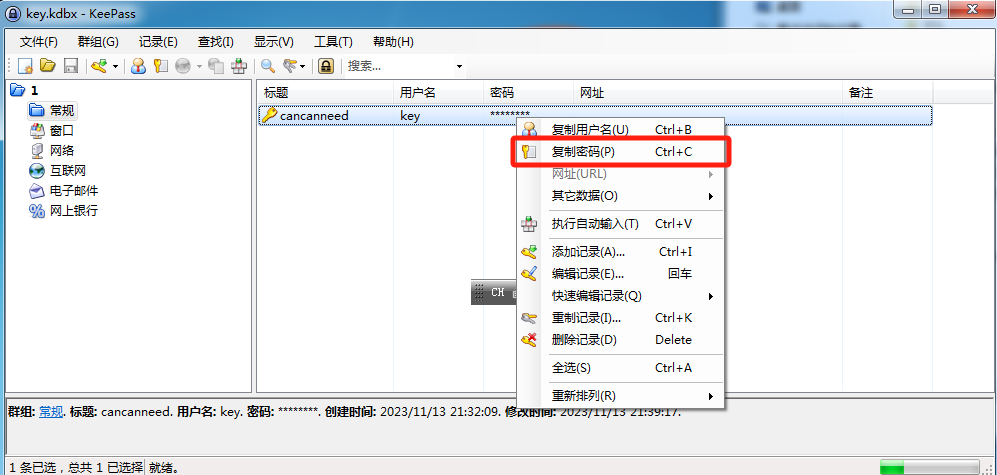 key.kdbx - KeePass
文件(F) 群组(G) 记录(E) 查找(I) 显示(V) 工具(T) 帮助(H)
搜索...
1
常规
窗口
网络
互联网
电子邮件
网上银行
标题 用户名 密码 网址 备注
cancanneed key ********
复制用户名(U) Ctrl+B
复制密码(P) Ctrl+C
网址(URL)
其它数据(O)
执行自动输入(T) Ctrl+V
添加记录(A)... Ctrl+I
编辑记录(E)... 回车
快速编辑记录(Q)
重制记录(I)... Ctrl+K
删除记录(D) Delete
全选(S) Ctrl+A
重新排列(R)
CH
群组: 常规. 标题: cancanneed. 用户名: key. 密码: ********. 创建时间: 2023/11/13 21:32:09. 修改时间: 2023/11/13 21:39:17.
1 条已选，总共 1 已选择 就绪。